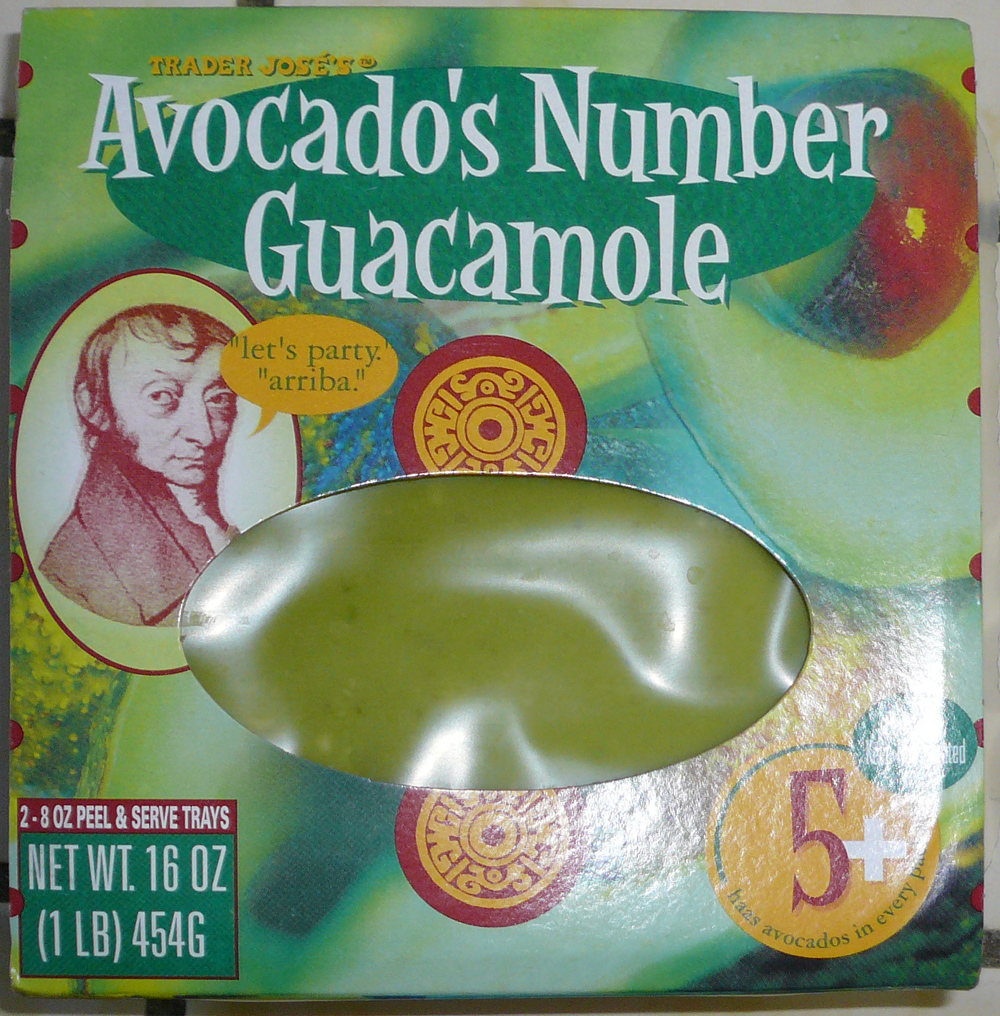 TRADER JOSÉ'S™
Avocado's Number
Guacamole
"let's party."
"arriba."
2-8 OZ PEEL & SERVE TRAYS
NET WT. 16 OZ
(1 LB) 454G
5+
haas avocados in every